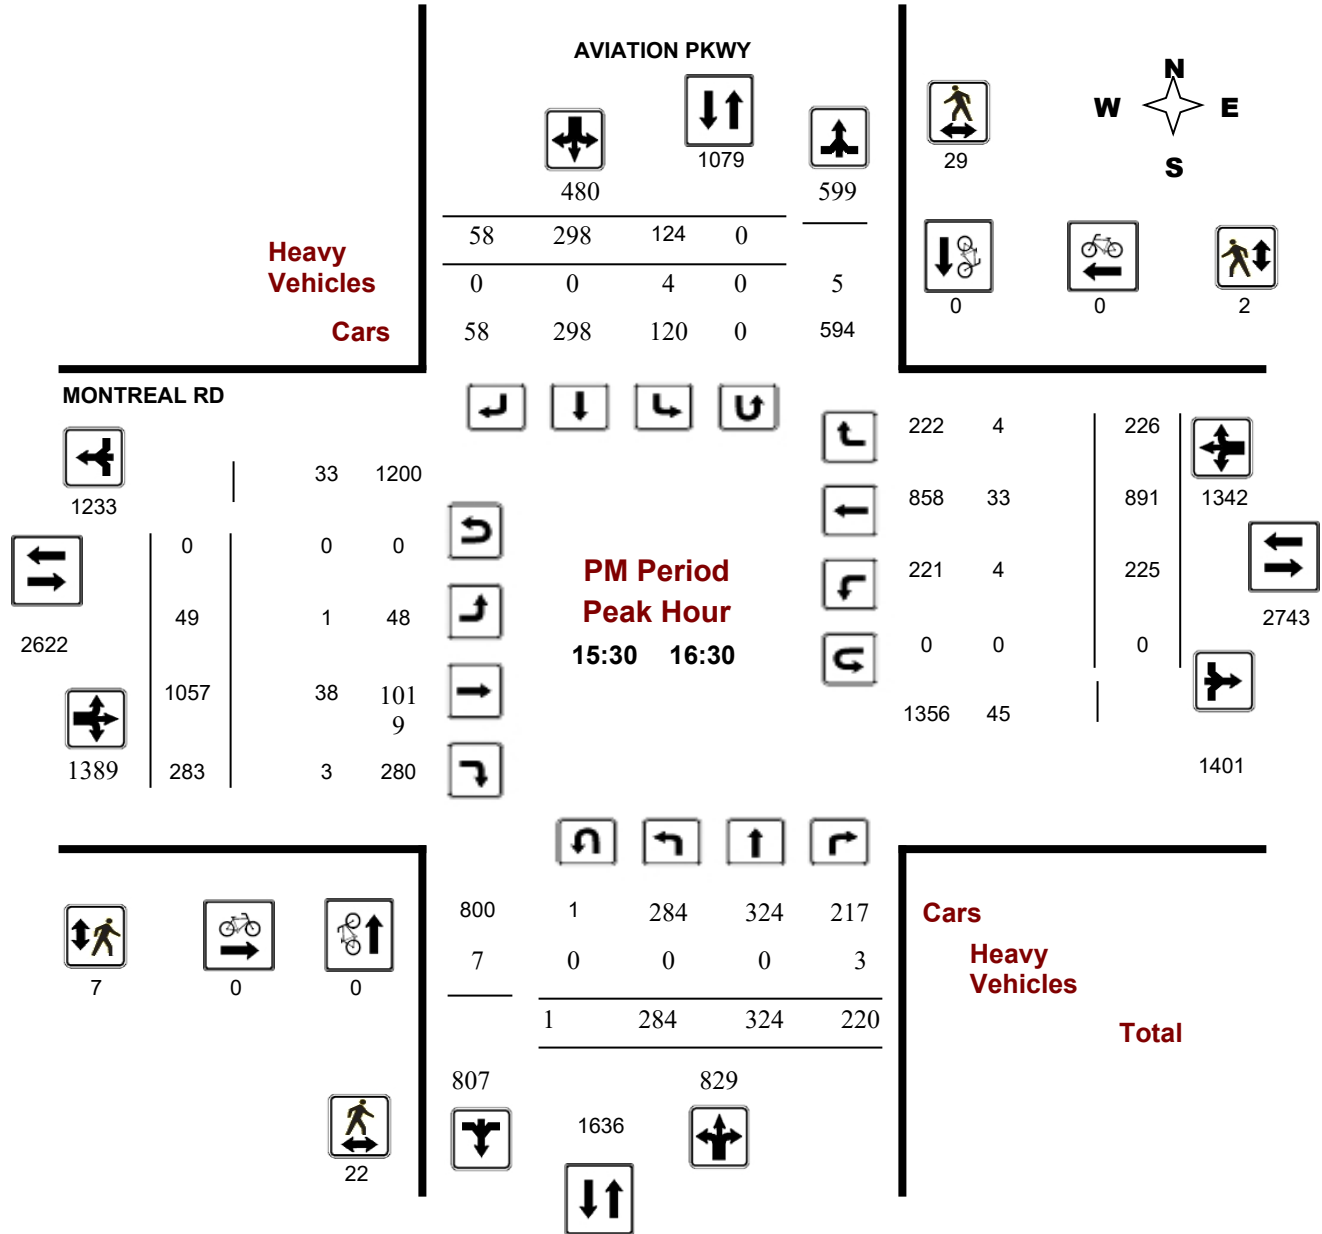 AVIATION PKWY
N
W E
S
1079
480
599
29
58 298 124 0
Heavy
Vehicles
0 0 4 0 5
0 0 2
Cars
58 298 120 0 594
MONTREAL RD
222 4 226
33 1200
1233
858 33 891 1342
0 0 0
PM Period
221 4 225
Peak Hour
49 1 48
2743
2622
15:30 16:30
0 0 0
1057 38 101
9
1356 45
1389 283 3 280
1401
800 1 284 324 217
Cars
7 0 0 0 3
Heavy
Vehicles
7 0 0
1 284 324 220
Total
807 829
1636
22